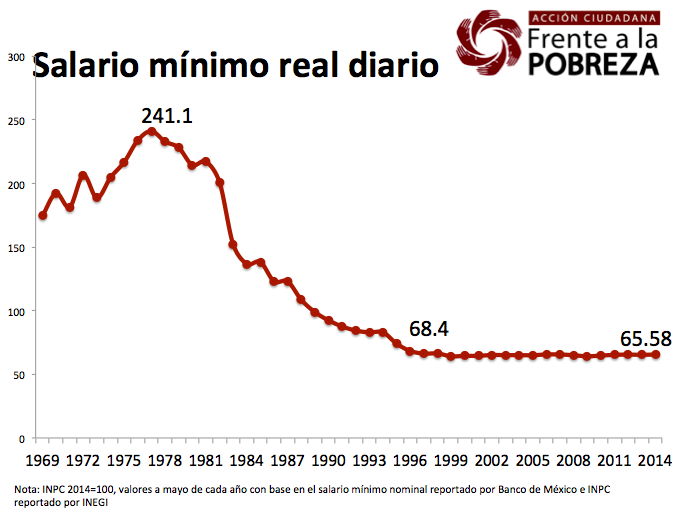 ACCIÓN CIUDADANA
Frente a la
POBREZA
Salario mínimo real diario
300
250
200
150
100
50
0
241.1
68.4
65.58
1969 1972 1975 1978 1981 1984 1987 1990 1993 1996 1999 2002 2005 2008 2011 2014
Nota: INPC 2014=100, valores a mayo de cada año con base en el salario mínimo nominal reportado por Banco de México e INPC
reportado por INEGI